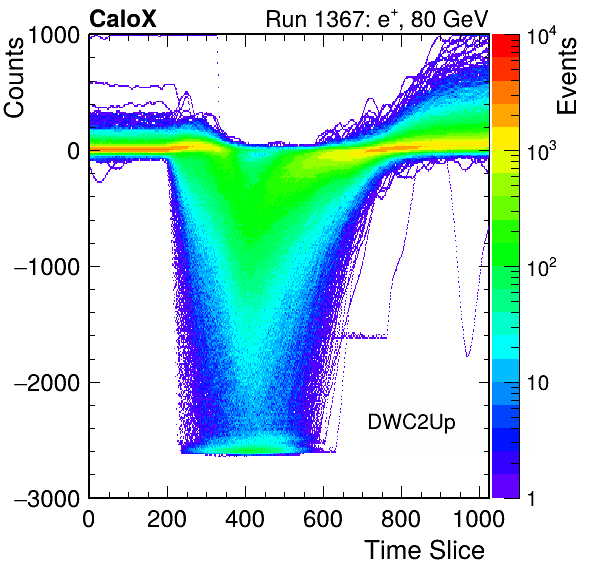 CaloX Run 1367: e⁺, 80 GeV
Counts
Events
1000
0
−1000
−2000
−3000
10⁴
10³
10²
10
1
DWC2Up
0 200 400 600 800 1000
Time Slice